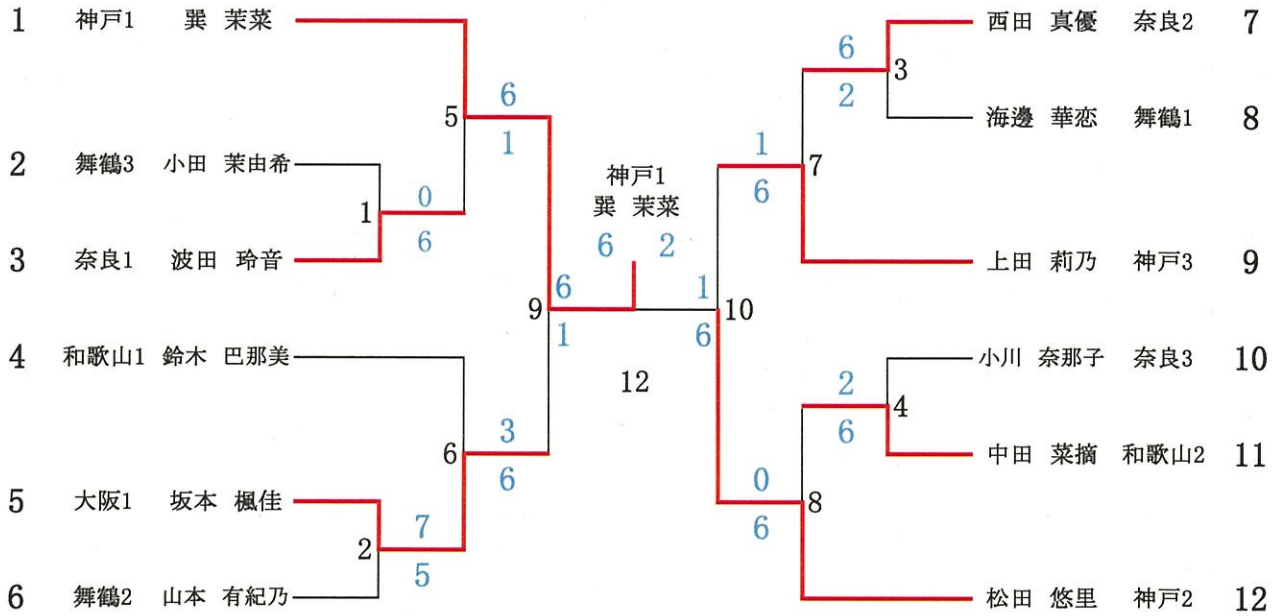 1 神戸1 巽 茉菜
2 舞鶴3 小田 茉由希
3 奈良1 波田 玲音
4 和歌山1 鈴木 巴那美
5 大阪1 坂本 楓佳
6 舞鶴2 山本 有紀乃
5
6
1
1
0
6
9
6
1
6
3
6
2
7
5
神戸1
巽 茉菜
6 2
12
6
2
3
1
6
7
1
6
10
2
6
4
0
6
8
西田 真優 奈良2 7
海邊 華恋 舞鶴1 8
上田 莉乃 神戸3 9
小川 奈那子 奈良3 10
中田 菜摘 和歌山2 11
松田 悠里 神戸2 12